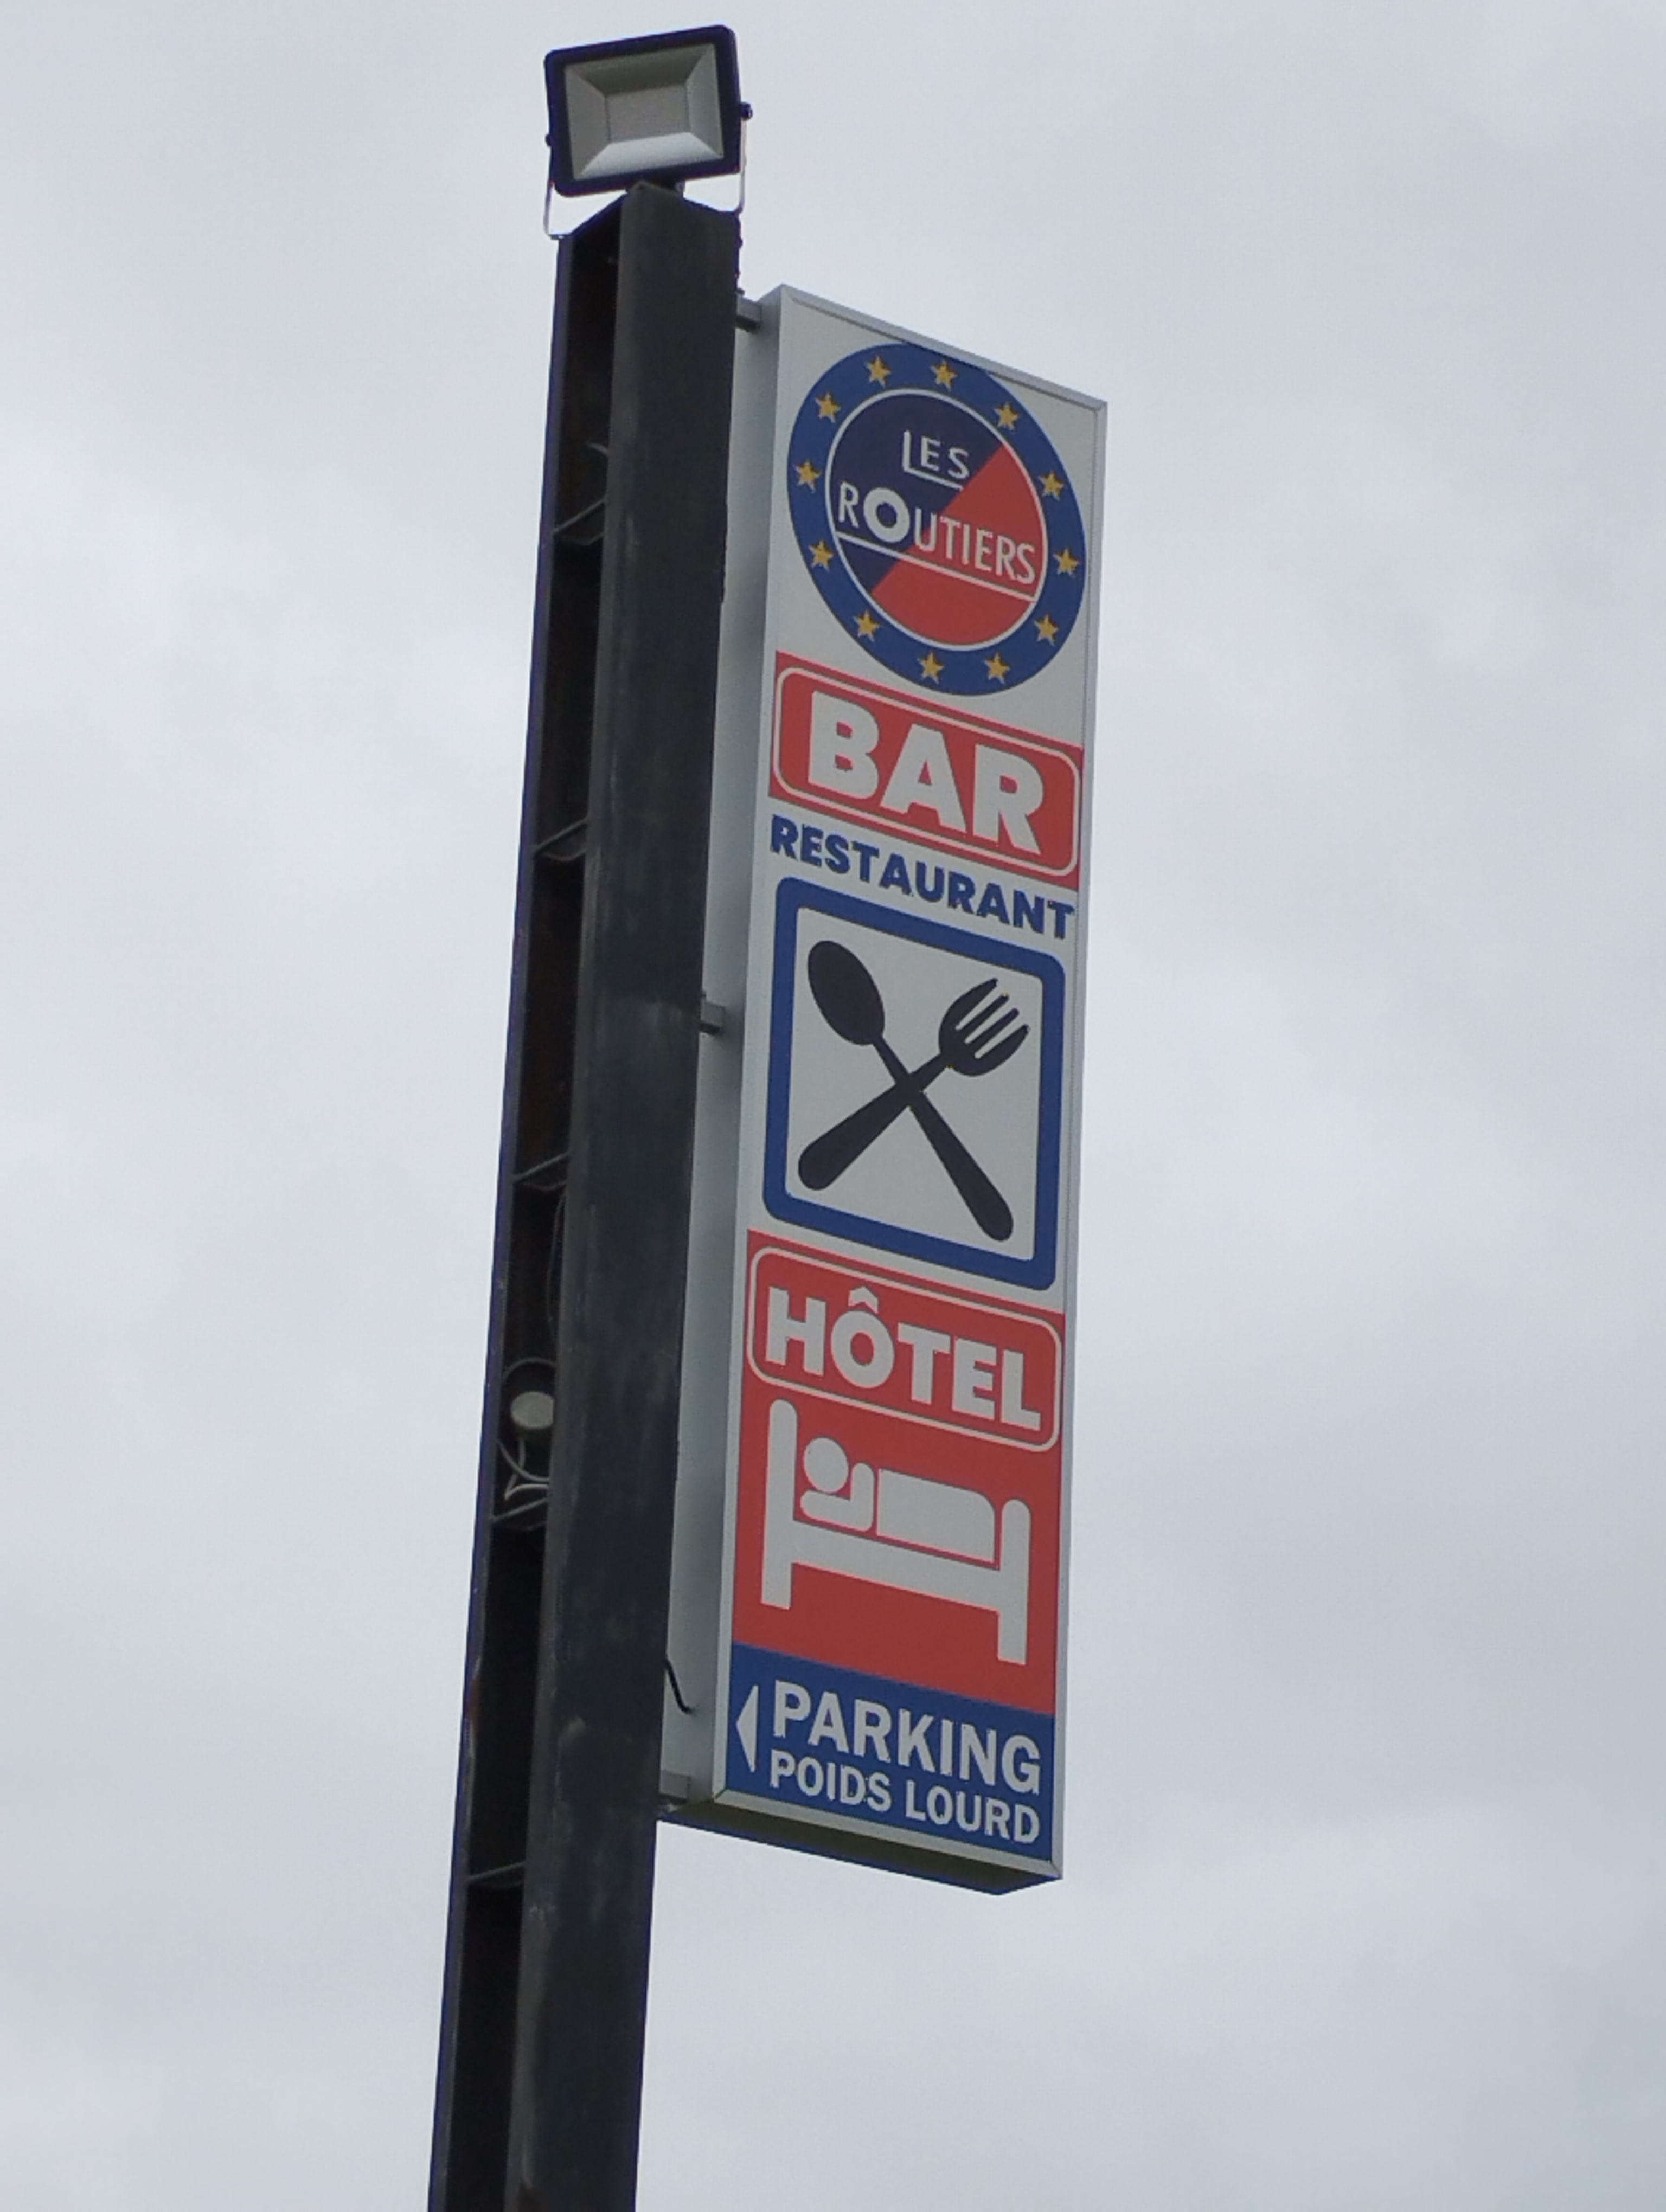 LES
ROUTIERS
BAR
RESTAURANT
HÔTEL
PARKING
POIDS LOURD